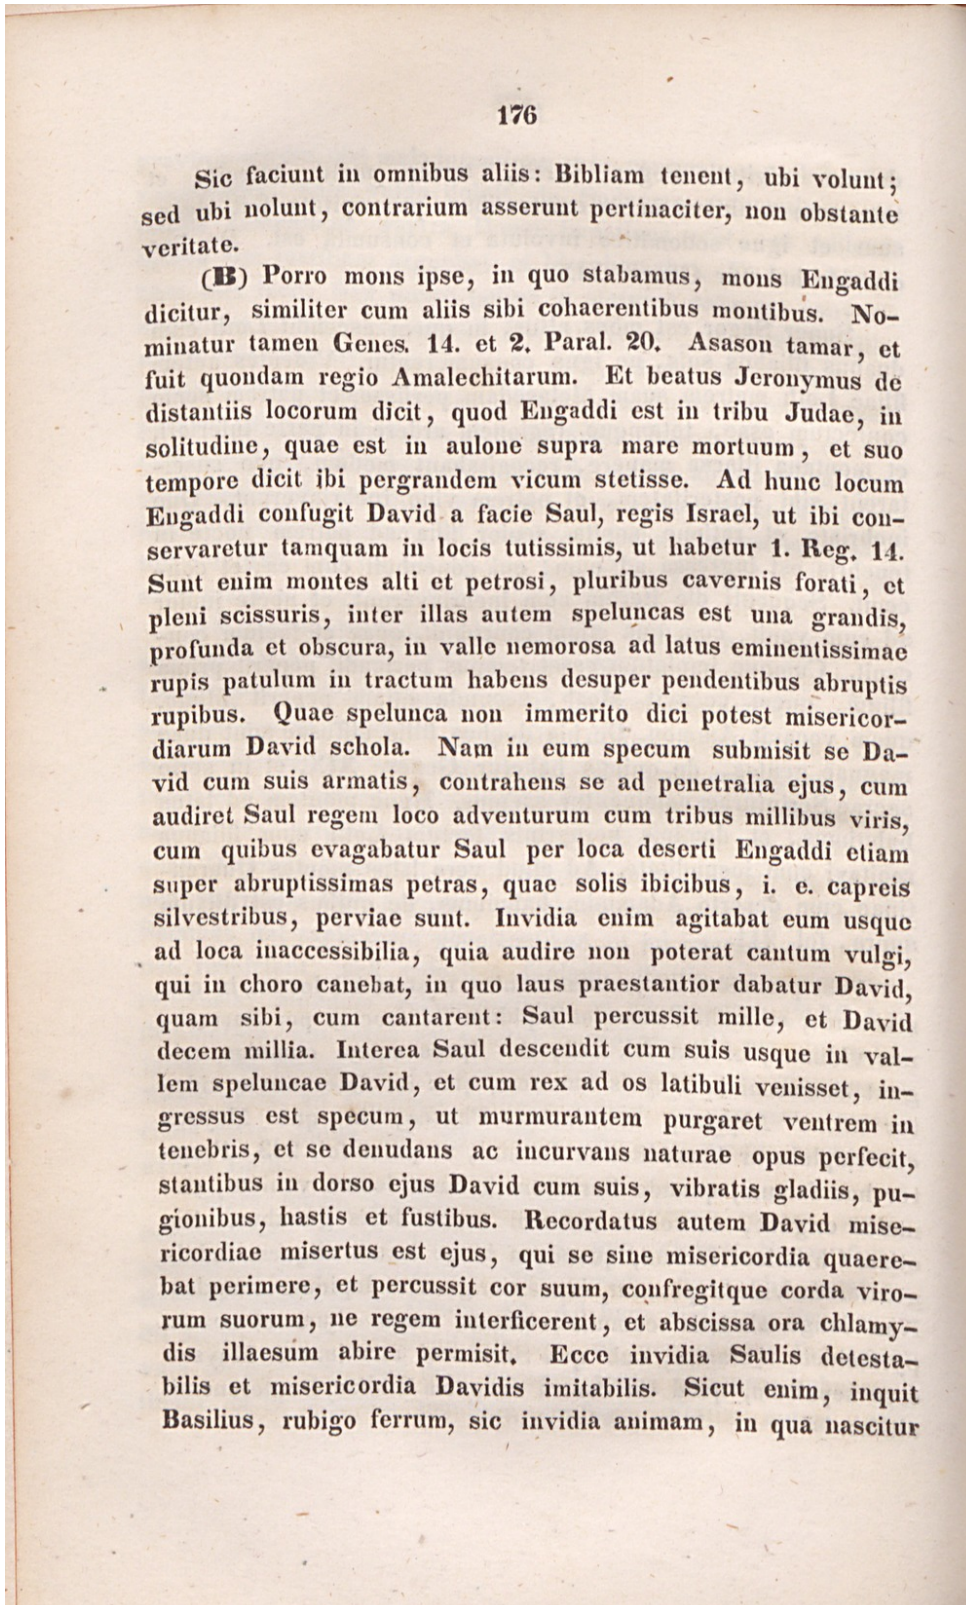 176
Sic faciunt in omnibus aliis: Bibliam tenent, ubi volunt;
sed ubi nolunt, contrarium asserunt pertinaciter, non obstante
veritate.
(B) Porro mons ipse, in quo stabamus, mons Engaddi
dicitur, similiter cum aliis sibi cohaerentibus montibus. No-
minatur tamen Genes. 14. et 2. Paral. 20. Asason tamar, et
fuit quondam regio Amalechitarum. Et beatus Jeronymus de
distantiis locorum dicit, quod Engaddi est in tribu Judae, in
solitudine, quae est in aulone supra mare mortuum, et suo
tempore dicit ibi pergrandem vicum stetisse. Ad hunc locum
Engaddi confugit David a facie Saul, regis Israel, ut ibi con-
servaretur tamquam in locis tutissimis, ut habetur 1. Reg. 14.
Sunt enim montes alti et petrosi, pluribus cavernis forati, et
pleni scissuris, inter illas autem speluncas est una grandis,
profunda et obscura, in valle nemorosa ad latus eminentissimae
rupis patulum in tractum habens desuper pendentibus abruptis
rupibus. Quae spelunca non immerito dici potest misericor-
diarum David schola. Nam in eum specum submisit se Da-
vid cum suis armatis, contrahens se ad penetralia ejus, cum
audiret Saul regem loco adventurum cum tribus millibus viris,
cum quibus evagabatur Saul per loca deserti Engaddi etiam
super abruptissimas petras, quae solis ibicibus, i. e. capreis
silvestribus, perviae sunt. Invidia enim agitabat eum usque
ad loca inaccessibilia, quia audire non poterat cantum vulgi,
qui in choro canebat, in quo laus praestantior dabatur David,
quam sibi, cum cantarent: Saul percussit mille, et David
decem millia. Interea Saul descendit cum suis usque in val-
lem speluncae David, et cum rex ad os latibuli venisset, in-
gressus est specum, ut murmurantem purgaret ventrem in
tenebris, et se denudans ac incurvans naturae opus perfecit,
stantibus in dorso ejus David cum suis, vibratis gladiis, pu-
gionibus, hastis et fustibus. Recordatus autem David mise-
ricordiae misertus est ejus, qui se sine misericordia quaere-
bat perimere, et percussit cor suum, confregitque corda viro-
rum suorum, ne regem interficerent, et abscissa ora chlamy-
dis illaesum abire permisit. Ecce invidia Saulis detesta-
bilis et misericordia Davidis imitabilis. Sicut enim, inquit
Basilius, rubigo ferrum, sic invidia animam, in qua nascitur